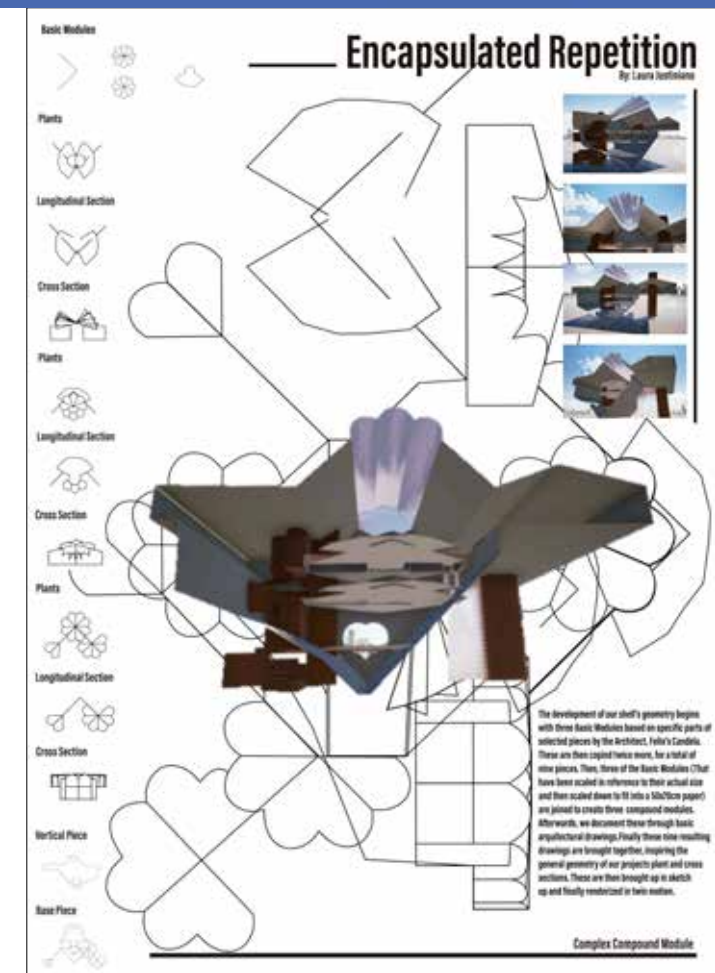 Basic Modules
Encapsulated Repetition
By: Laura Justiniano
Plants
Longitudinal Section
Cross Section
Plants
Longitudinal Section
Cross Section
Plants
Longitudinal Section
Cross Section
Vertical Piece
Base Piece
The development of our shell's geometry begins
with three Basic Modules based on specific parts of
selected pieces by the Architect, Felix's Candela.
These are then copied twice more, for a total of
nine pieces. Then, three of the Basic Modules (That
have been scaled in reference to their actual size
and then scaled down to fit into a 50x70cm paper)
are joined to create three compound modules.
Afterwards, we document these through basic
arquitectural drawings. Finally these nine resulting
drawings are brought together, inspiring the
general geometry of our projects plant and cross
sections. These are then brought up in sketch
up and finally renderized in twin motion.
Complex Compound Module